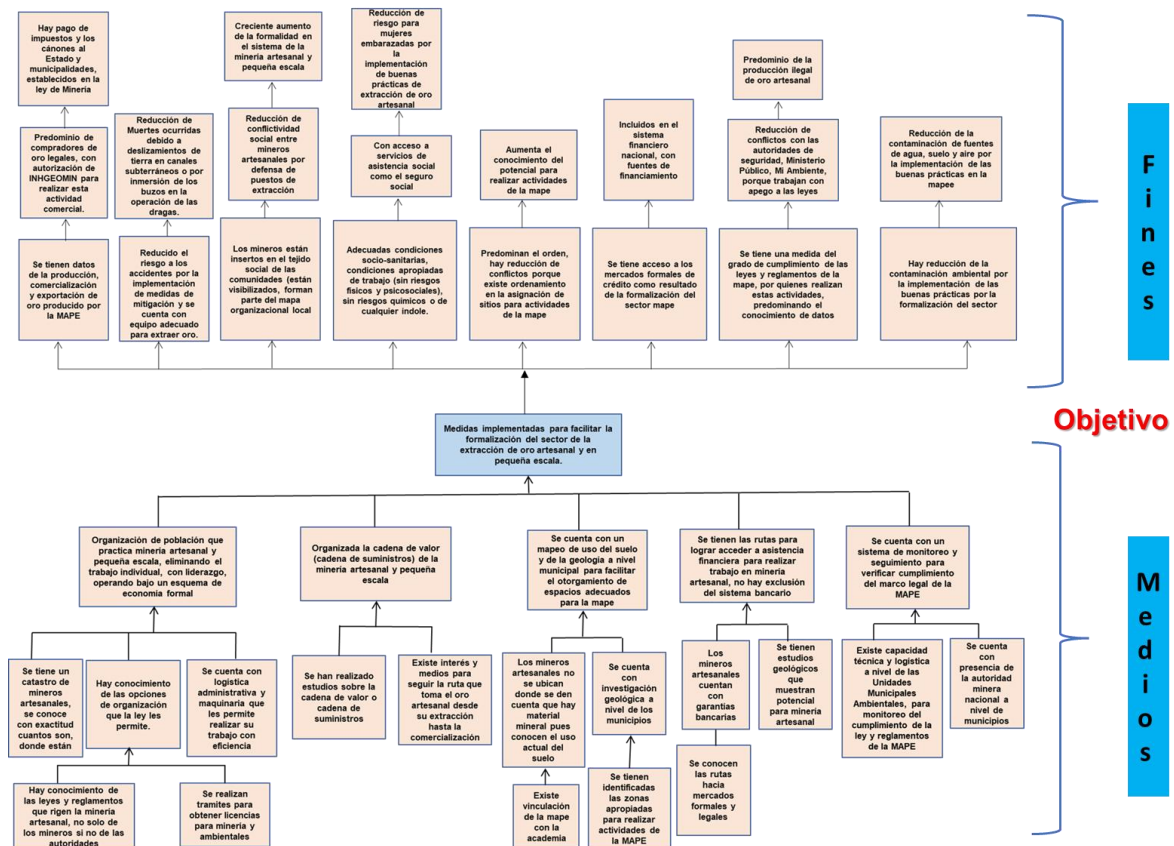 Hay pago de
impuestos y los
cánones al
Estado y
municipalidades,
establecidos en la
ley de Minería
Creciente aumento
de la formalidad en
el sistema de la
minería artesanal y
pequeña escala
Reducción de
riesgo para
mujeres
embarazadas por
la
implementación
de buenas
prácticas de
extracción de oro
artesanal
Predominio de la
producción ilegal
de oro artesanal
Predominio de
compradores de
oro legales, con
autorización de
INHGEOMIN para
realizar esta
actividad
comercial.
Reducción de
Muertes ocurridas
debido a
deslizamientos de
tierra en canales
subterráneos o por
inmersión de los
buzos en la
operación de las
dragas.
Reducción de
conflictividad
social entre
mineros
artesanales por
defensa de
puestos de
extracción
Con acceso a
servicios de
asistencia social
como el seguro
social
Aumenta el
conocimiento del
potencial para
realizar actividades
de la mape
Incluidos en el
sistema
financiero
nacional, con
fuentes de
financiamiento
Reducción de
conflictos con las
autoridades de
seguridad, Ministerio
Público, Mi Ambiente,
porque trabajan con
apego a las leyes
Reducción de la
contaminación de fuentes
de agua, suelo y aire por
la implementación de las
buenas prácticas en la
mapee
Se tienen datos
de la producción,
comercialización
y exportación de
oro producido por
la MAPE
Reducido el
riesgo a los
accidentes por la
implementación
de medidas de
mitigación y se
cuenta con
equipo adecuado
para extraer oro.
Los mineros están
insertos en el tejido
social de las
comunidades (están
visibilizados, forman
parte del mapa
organizacional local
Adecuadas condiciones
socio-sanitarias,
condiciones apropiadas
de trabajo (sin riesgos
físicos y psicosociales),
sin riesgos químicos o de
cualquier índole.
Predominan el orden,
hay reducción de
conflictos porque
existe ordenamiento
en la asignación de
sitios para actividades
de la mape
Se tiene acceso a los
mercados formales de
crédito como resultado
de la formalización del
sector mape
Se tiene una medida del
grado de cumplimiento de las
leyes y reglamentos de la
mape, por quienes realizan
estas actividades,
predominando el
conocimiento de datos
Hay reducción de la
contaminación ambiental por
la implementación de las
buenas prácticas por la
formalización del sector
Fines
Objetivo
Medidas implementadas para facilitar la
formalización del sector de la
extracción de oro artesanal y en
pequeña escala.
Organización de población que
practica minería artesanal y
pequeña escala, eliminando el
trabajo individual, con liderazgo,
operando bajo un esquema de
economía formal
Organizada la cadena de valor
(cadena de suministros) de la
minería artesanal y pequeña
escala
Se cuenta con un
mapeo de uso del suelo
y de la geología a nivel
municipal para facilitar
el otorgamiento de
espacios adecuados
para la mape
Se tienen las rutas para
lograr acceder a asistencia
financiera para realizar
trabajo en minería
artesanal, no hay exclusión
del sistema bancario
Se cuenta con un
sistema de monitoreo y
seguimiento para
verificar cumplimiento
del marco legal de la
MAPE
Se tiene un
catastro de
mineros
artesanales, se
conoce con
exactitud
cuantos son,
donde están
Hay conocimiento
de las opciones
de organización
que la ley les
permite.
Se cuenta con
logística
administrativa y
maquinaria que
les permite
realizar su
trabajo con
eficiencia
Se han realizado
estudios sobre la
cadena de valor o
cadena de
suministros
Existe interés y
medios para
seguir la ruta que
toma el oro
artesanal desde
su extracción
hasta la
comercialización
Los mineros
artesanales no se
ubican donde se den
cuenta que hay
material
mineral pues
conocen el uso
actual del
suelo
Se cuenta
con
investigación
geológica a
nivel de los
municipios
Los
mineros
artesanales
cuentan con
garantías
bancarias
Se tienen
estudios
geológicos
que
muestran
potencial
para minería
artesanal
Existe capacidad
técnica y logística
a nivel de las
Unidades
Municipales
Ambientales, para
monitoreo del
cumplimiento de la
ley y reglamentos
de la MAPE
Se cuenta
con
presencia de
la autoridad
minera
nacional a
nivel de
municipios
Hay conocimiento de
las leyes y reglamentos
que rigen la minería
artesanal, no solo de
los mineros si no de las
autoridades
Se realizan
tramites para
obtener licencias
para minería y
ambientales
Existe
vinculación
de la mape
con la
academia
Se tienen
identificadas
las zonas
apropiadas
para realizar
actividades de
la MAPE
Se conocen
las rutas
hacia
mercados
formales y
legales
Medios